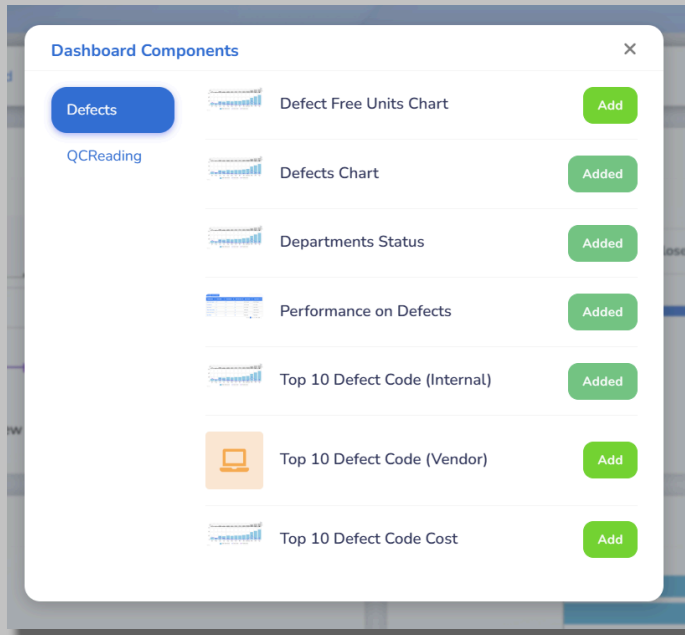 Dashboard Components
Defects
QCReading
Defect Free Units Chart
Add
Defects Chart
Added
Departments Status
Added
Performance on Defects
Added
Top 10 Defect Code (Internal)
Added
Top 10 Defect Code (Vendor)
Add
Top 10 Defect Code Cost
Add